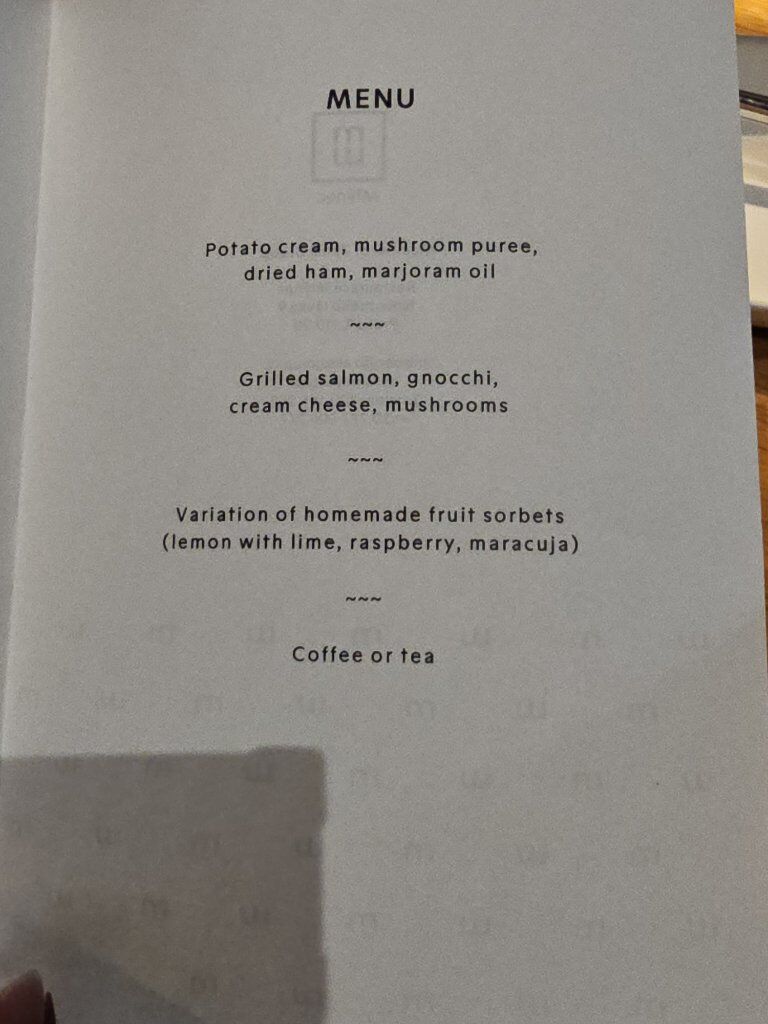 MENU
Potato cream, mushroom puree,
dried ham, marjoram oil
~~~
Grilled salmon, gnocchi,
cream cheese, mushrooms
~~~
Variation of homemade fruit sorbets
(lemon with lime, raspberry, maracuja)
~~~
Coffee or tea